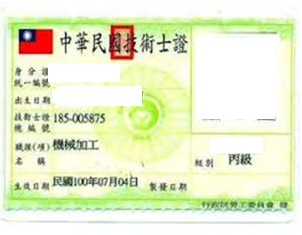 中華民國技術士證
身分證
統一編號
出生日期
技術士證
總編號 185-005875
職類(項)
名稱 機械加工
級別 丙級
生效日期 民國100年07月04日 製發日期
行政院勞工委員會 發